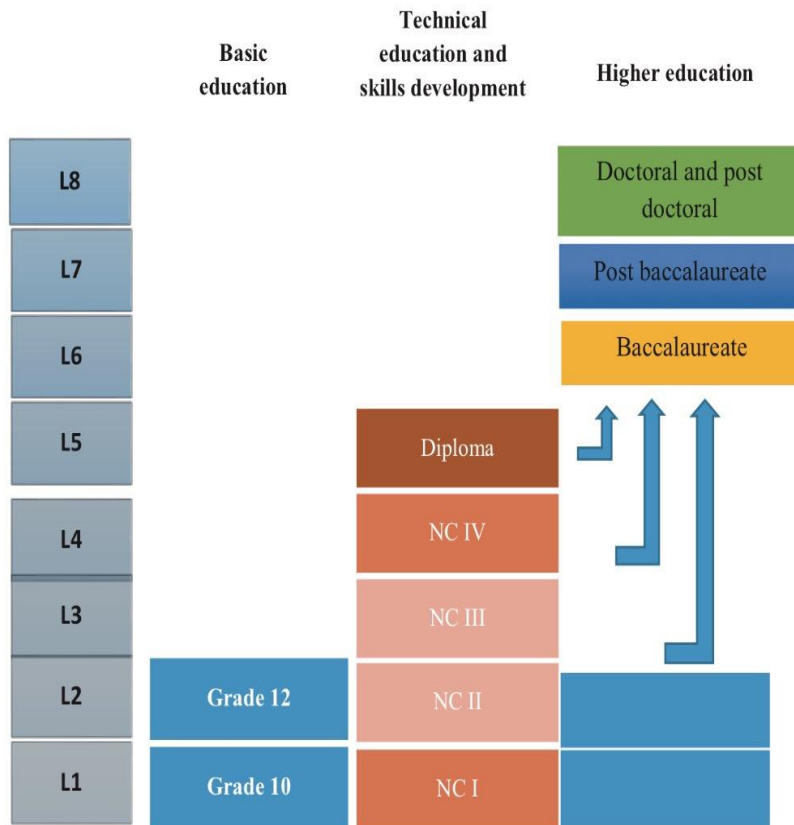 Basic
education
Technical
education and
skills development
Higher education
L8
Doctoral and post
doctoral
L7
Post baccalaureate
L6
Baccalaureate
L5
Diploma
L4
NC IV
L3
NC III
L2
Grade 12
NC II
L1
Grade 10
NC I